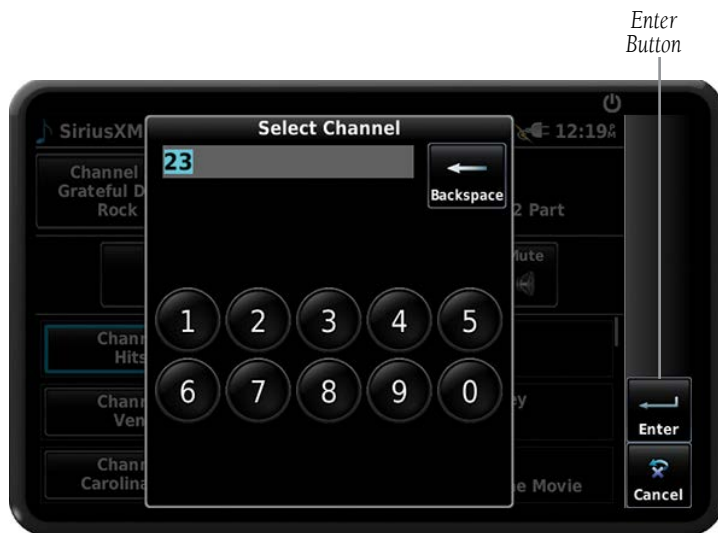 Enter
Button
SiriusXM
Select Channel
12:19
23
Backspace
Channel
Grateful D
Rock
2 Part
Mute
1 2 3 4 5
Chann
Hits
6 7 8 9 0
Chann
Ven
ey
Enter
Chann
Carolina
e Movie
Cancel